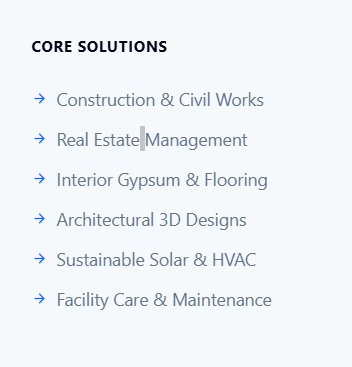 CORE SOLUTIONS
Construction & Civil Works
Real Estate Management
Interior Gypsum & Flooring
Architectural 3D Designs
Sustainable Solar & HVAC
Facility Care & Maintenance